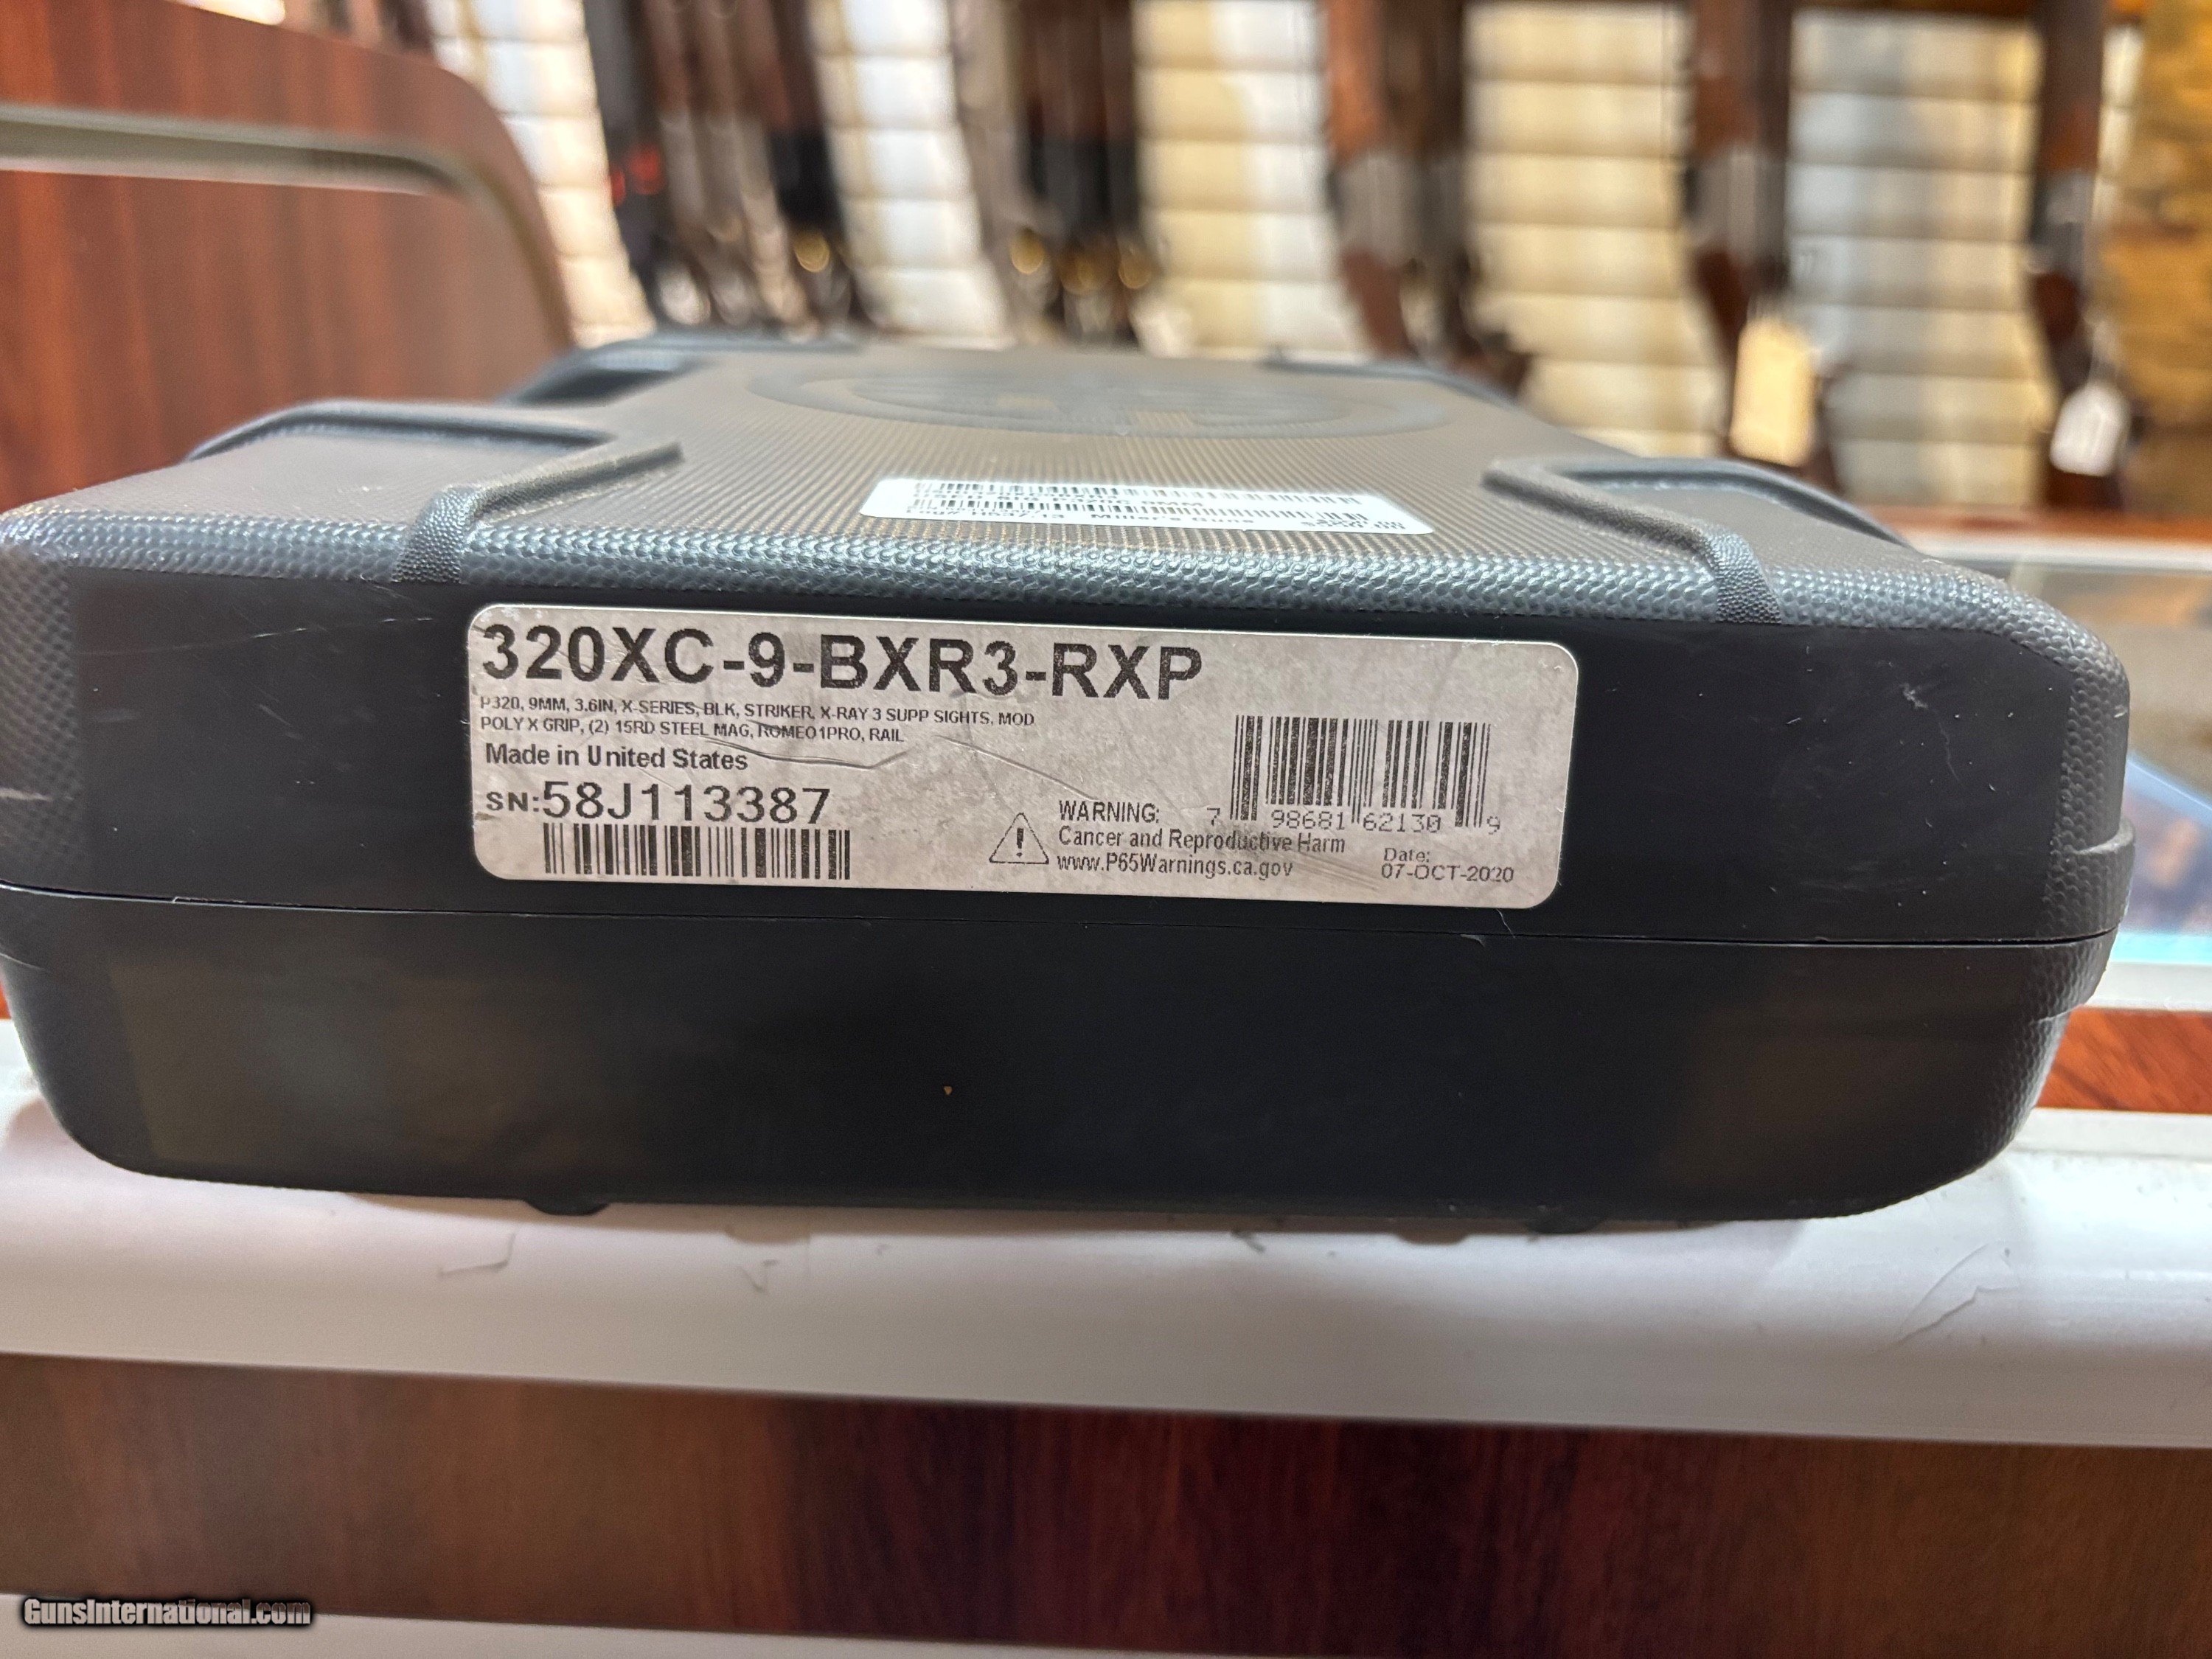 320XC-9-BXR3-RXP
P320, 9MM, 3.6IN, X-SERIES, BLK, STRIKER, X-RAY 3 SUPP SIGHTS, MOD
POLY X GRIP, (2) 15RD STEEL MAG, ROMEO1PRO, RAIL
Made in United States
SN:58J113387
WARNING:
Cancer and Reproductive Harm
www.P65Warnings.ca.gov
7 98681 62130 9
Date:
07-OCT-2020
GunsInternational.com